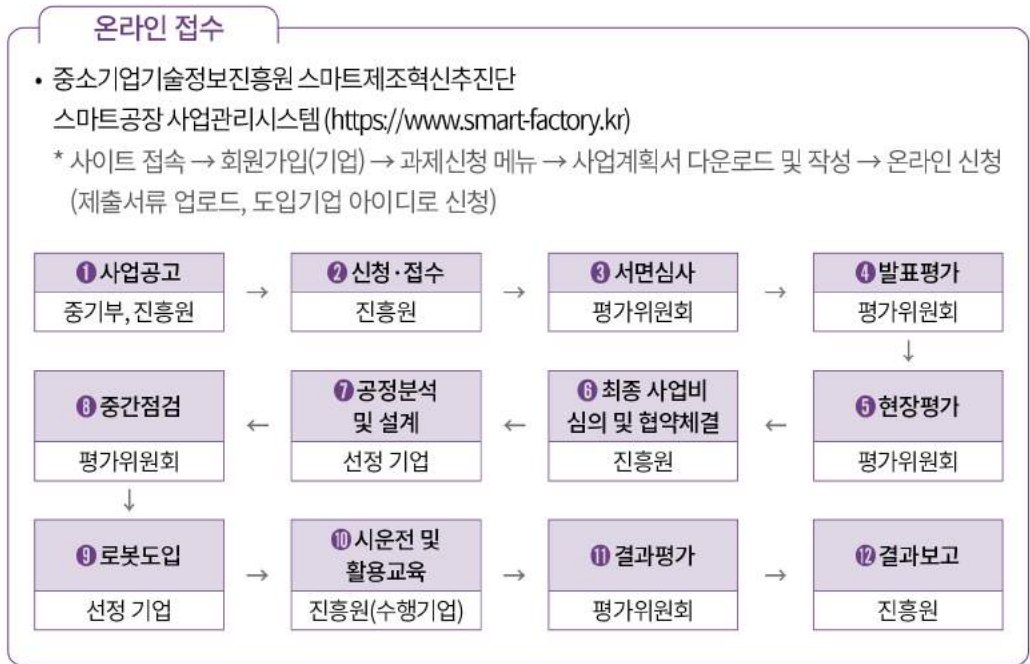 온라인 접수
• 중소기업기술정보진흥원 스마트제조혁신추진단
스마트공장 사업관리시스템 (https://www.smart-factory.kr)
* 사이트 접속 → 회원가입(기업) → 과제신청 메뉴 → 사업계획서 다운로드 및 작성 → 온라인 신청
(제출서류 업로드, 도입기업 아이디로 신청)
❶ 사업공고
중기부, 진흥원
→
❷ 신청·접수
진흥원
→
❸ 서면심사
평가위원회
→
❹ 발표평가
평가위원회
↓
❺ 현장평가
평가위원회
←
❻ 최종 사업비
심의 및 협약체결
진흥원
←
❼ 공정분석
및 설계
선정 기업
←
❽ 중간점검
평가위원회
↓
❾ 로봇도입
선정 기업
→
❿ 시운전 및
활용교육
진흥원(수행기업)
→
⓫ 결과평가
평가위원회
→
⓬ 결과보고
진흥원